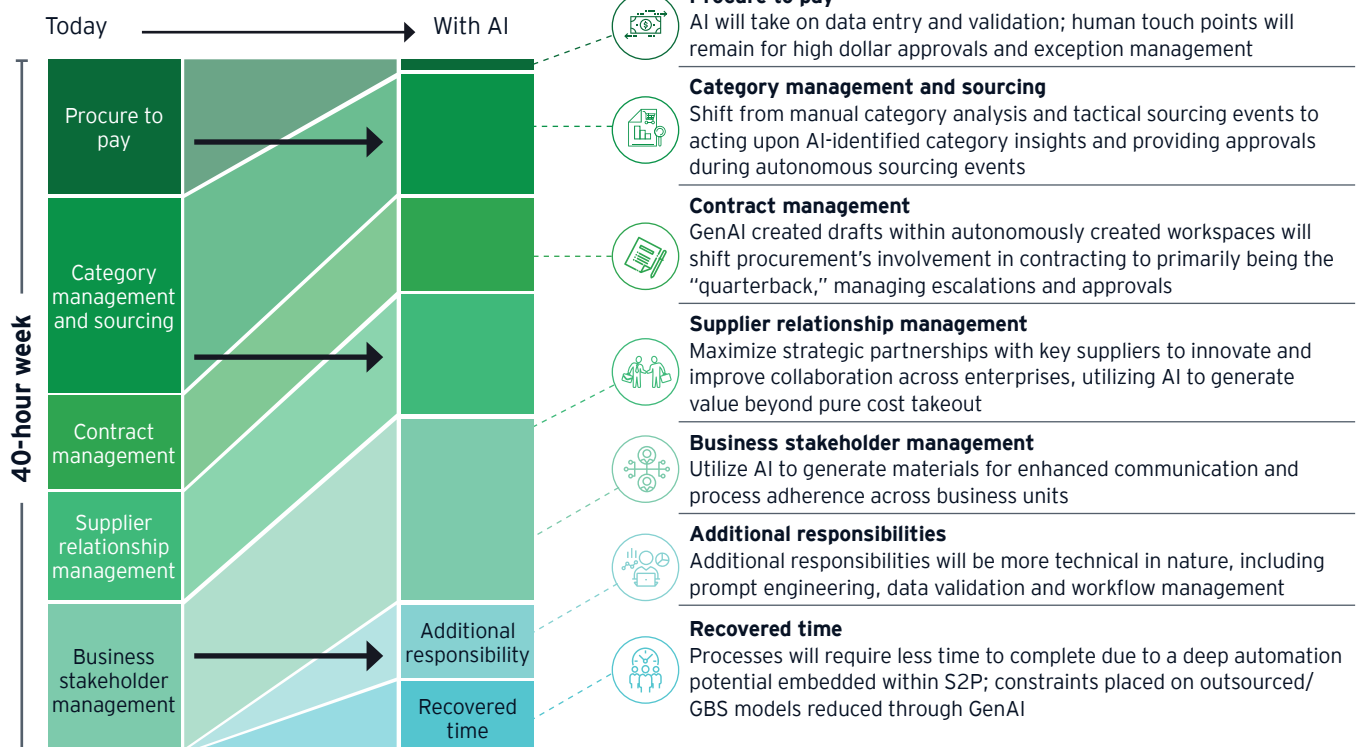 Today
With AI
40-hour week
Procure to
pay
Category
management
and sourcing
Contract
management
Supplier
relationship
management
Business
stakeholder
management
Additional
responsibility
Recovered
time
Procure to pay
AI will take on data entry and validation; human touch points will
remain for high dollar approvals and exception management
Category management and sourcing
Shift from manual category analysis and tactical sourcing events to
acting upon AI-identified category insights and providing approvals
during autonomous sourcing events
Contract management
GenAI created drafts within autonomously created workspaces will
shift procurement’s involvement in contracting to primarily being the
“quarterback,” managing escalations and approvals
Supplier relationship management
Maximize strategic partnerships with key suppliers to innovate and
improve collaboration across enterprises, utilizing AI to generate
value beyond pure cost takeout
Business stakeholder management
Utilize AI to generate materials for enhanced communication and
process adherence across business units
Additional responsibilities
Additional responsibilities will be more technical in nature, including
prompt engineering, data validation and workflow management
Recovered time
Processes will require less time to complete due to a deep automation
potential embedded within S2P; constraints placed on outsourced/
GBS models reduced through GenAI